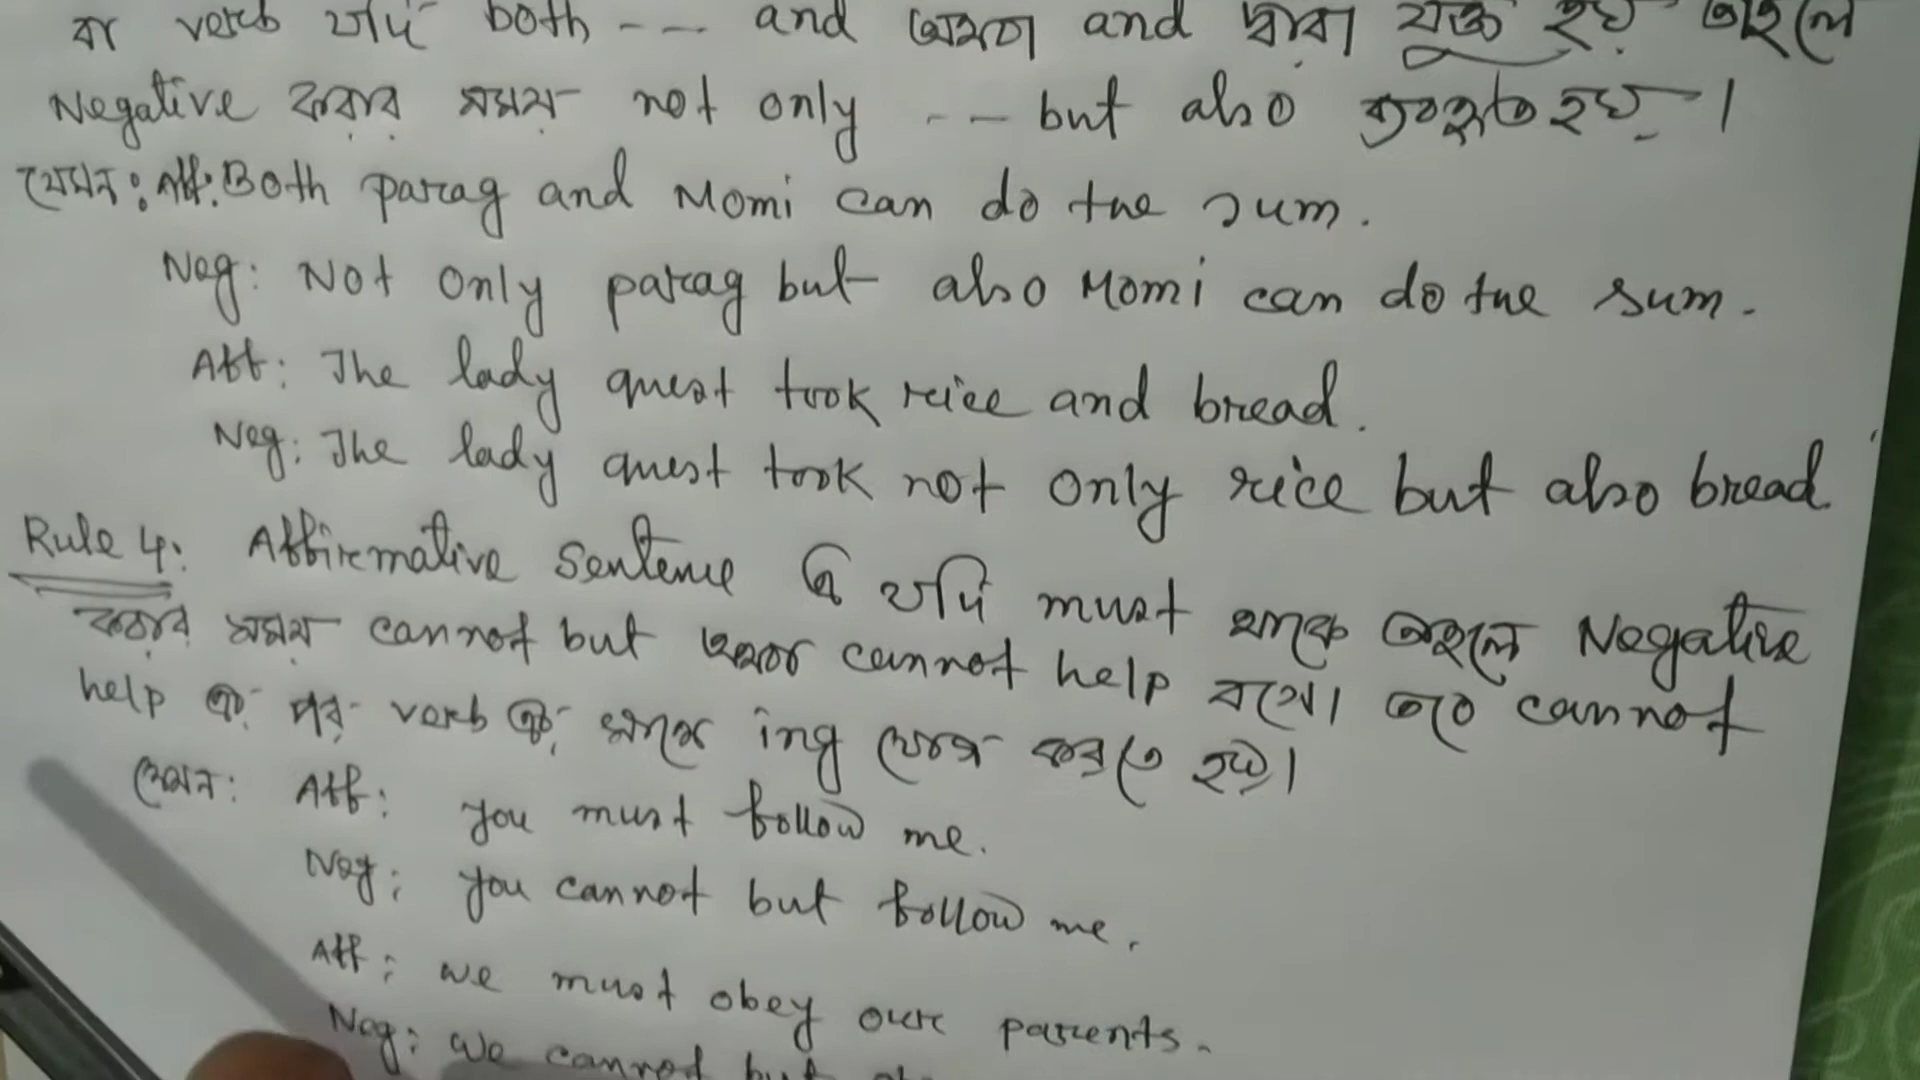 বা verb যদি both -- and অথবা and দ্বারা যুক্ত হয় তাহলে
Negative করার সময় not only -- but also বসাতে হয়।
যেমন: Aff: Both parag and Momi can do the sum.
Neg: Not only parag but also Momi can do the sum.
Aff: The lady guest took rice and bread.
Neg: The lady guest took not only rice but also bread
Rule 4: Affirmative Sentence এ যদি must থাকে তাহলে Negative
করার সময় cannot but অথবা cannot help বসে। তবে cannot
help এর পর verb এর সাথে ing যোগ করতে হয়।
যেমন: Aff: you must follow me.
Neg: you cannot but follow me.
Aff: we must obey our parents.
Neg: we cannot but